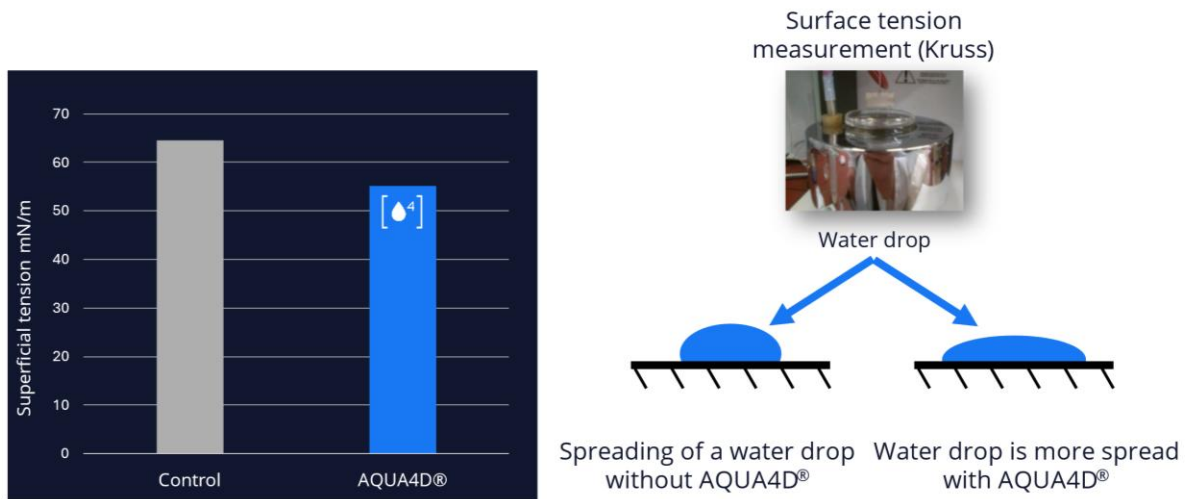 Surface tension
measurement (Kruss)
Superficial tension mN/m
70
60
50
40
30
20
10
0
4
Control
AQUA4D®
Water drop
Spreading of a water drop
without AQUA4D®
Water drop is more spread
with AQUA4D®